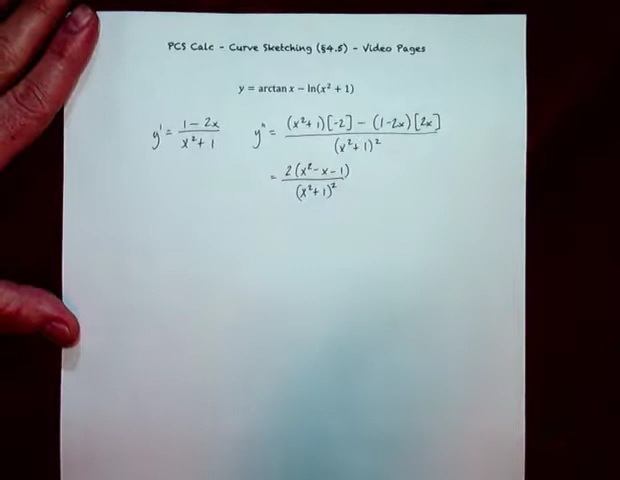 PCS Calc - Curve Sketching (§4.5) - Video Pages
y = arctan x − ln(x² + 1)
y' = (1 - 2x)/(x² + 1) y" = ((x² + 1)[-2] - (1-2x)[2x])/(x² + 1)²
= 2(x² - x - 1)/(x² + 1)²